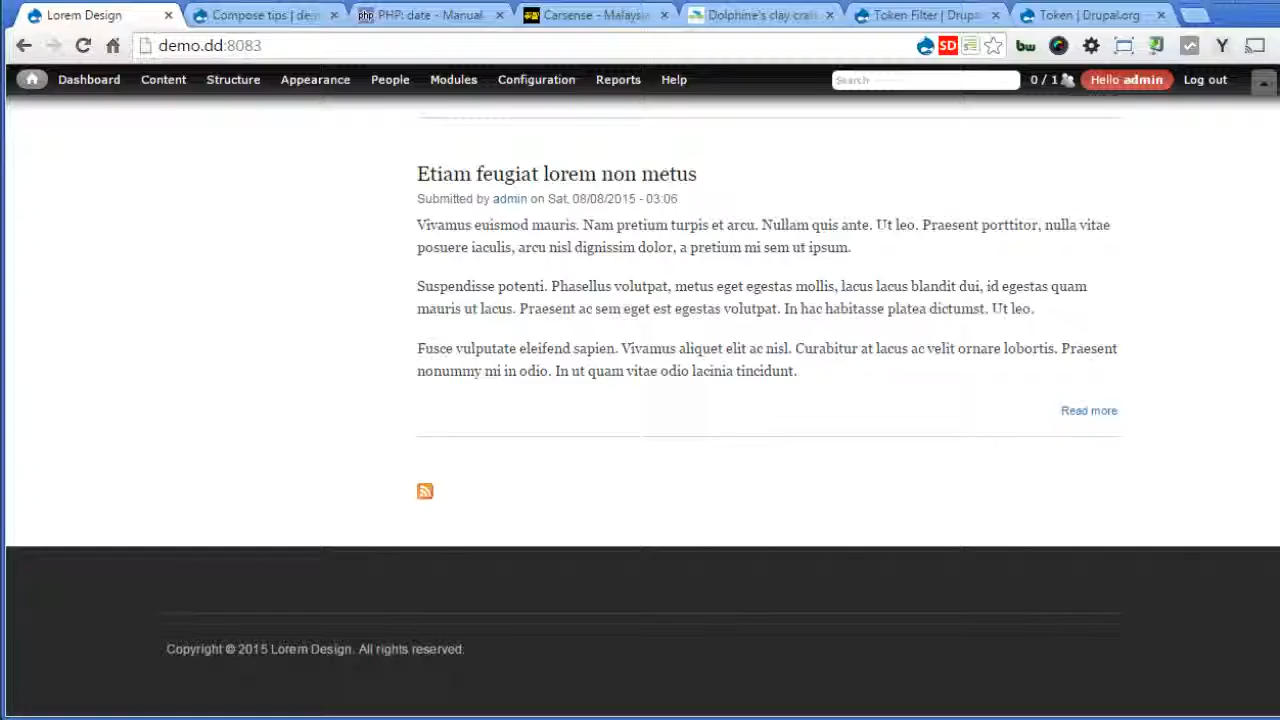 Lorem Design
Compose tips | dem
PHP: date - Manual
Carsense - Malaysi
Dolphine's clay craft
Token Filter | Drupa
Token | Drupal.org
demo.dd:8083
SD
bw
Y
Dashboard Content Structure Appearance People Modules Configuration Reports Help Search 0 / 1 Hello admin Log out
Etiam feugiat lorem non metus
Submitted by admin on Sat, 08/08/2015 - 03:06
Vivamus euismod mauris. Nam pretium turpis et arcu. Nullam quis ante. Ut leo. Praesent porttitor, nulla vitae
posuere iaculis, arcu nisl dignissim dolor, a pretium mi sem ut ipsum.
Suspendisse potenti. Phasellus volutpat, metus eget egestas mollis, lacus lacus blandit dui, id egestas quam
mauris ut lacus. Praesent ac sem eget est egestas volutpat. In hac habitasse platea dictumst. Ut leo.
Fusce vulputate eleifend sapien. Vivamus aliquet elit ac nisl. Curabitur at lacus ac velit ornare lobortis. Praesent
nonummy mi in odio. In ut quam vitae odio lacinia tincidunt.
Read more
Copyright © 2015 Lorem Design. All rights reserved.